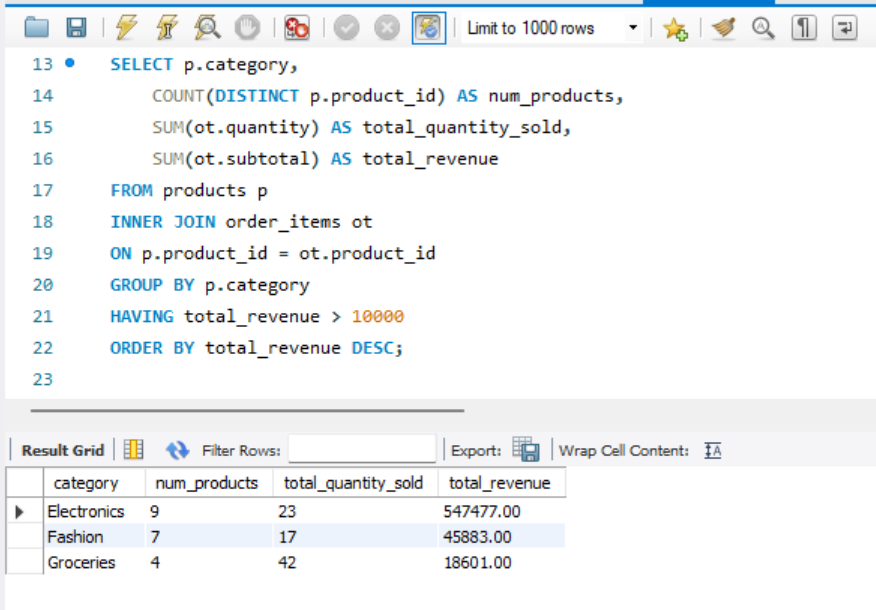 Limit to 1000 rows
13 SELECT p.category,
14 COUNT(DISTINCT p.product_id) AS num_products,
15 SUM(ot.quantity) AS total_quantity_sold,
16 SUM(ot.subtotal) AS total_revenue
17 FROM products p
18 INNER JOIN order_items ot
19 ON p.product_id = ot.product_id
20 GROUP BY p.category
21 HAVING total_revenue > 10000
22 ORDER BY total_revenue DESC;
23
Result Grid Filter Rows: Export: Wrap Cell Content: IA
category num_products total_quantity_sold total_revenue
Electronics 9 23 547477.00
Fashion 7 17 45883.00
Groceries 4 42 18601.00